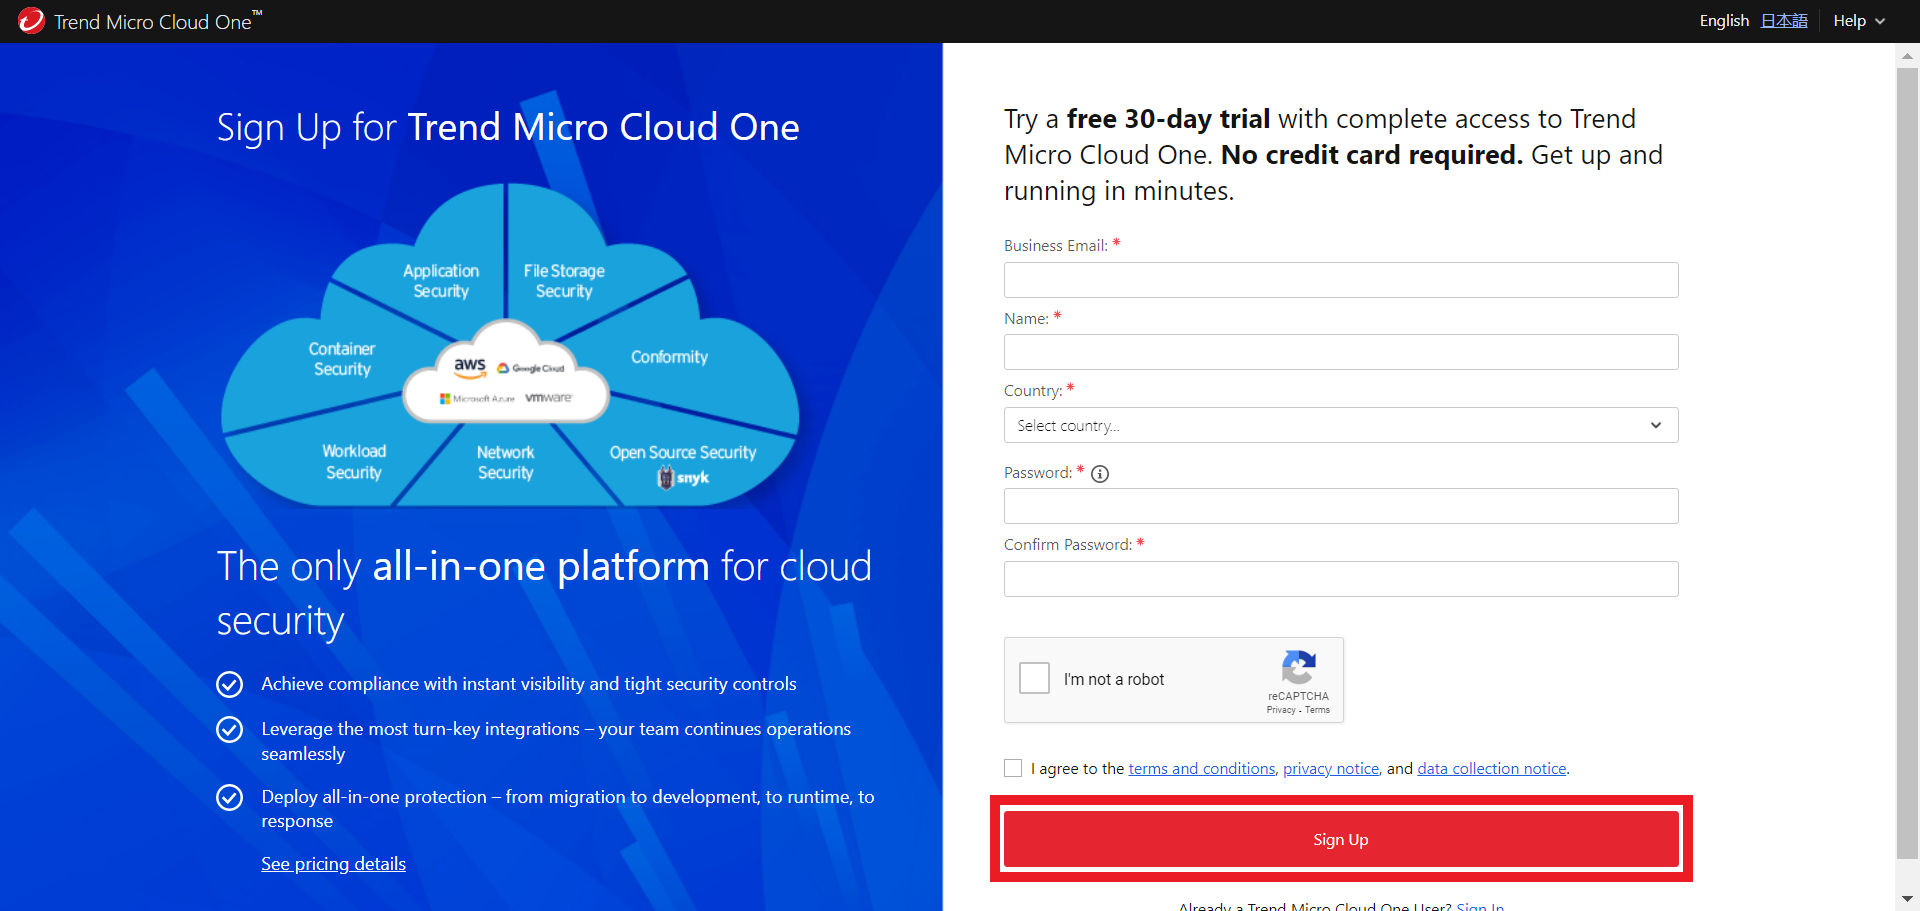 Trend Micro Cloud One™
English 日本語 Help
Sign Up for Trend Micro Cloud One
Application
Security
File Storage
Security
Container
Security
aws
Google Cloud
Microsoft Azure
vmware
Conformity
Workload
Security
Network
Security
Open Source Security
snyk
The only all-in-one platform for cloud
security
Achieve compliance with instant visibility and tight security controls
Leverage the most turn-key integrations – your team continues operations
seamlessly
Deploy all-in-one protection – from migration to development, to runtime, to
response
See pricing details
Try a free 30-day trial with complete access to Trend
Micro Cloud One. No credit card required. Get up and
running in minutes.
Business Email: *
Name: *
Country: *
Select country...
Password: *
Confirm Password: *
I'm not a robot
reCAPTCHA
Privacy - Terms
I agree to the terms and conditions, privacy notice, and data collection notice.
Sign Up
Already a Trend Micro Cloud One User? Sign In